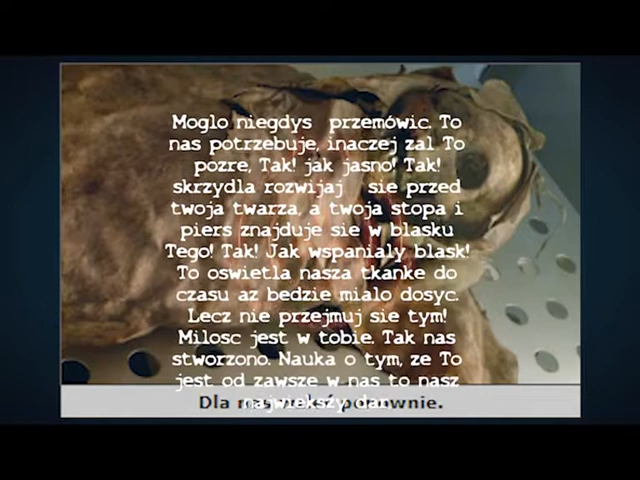 Moglo niegdys przemówic. To
nas potrzebuje, inaczej zal To
pozre, Tak! jak jasno! Tak!
skrzydla rozwijaj sie przed
twoja twarza, a twoja stopa i
piers znajduje sie w blasku
Tego! Tak! Jak wspanialy blask!
To oswietla nasza tkanke do
czasu az bedzie mialo dosyc.
Lecz nie przejmuj sie tym!
Milosc jest w tobie. Tak nas
stworzono. Nauka o tym, ze To
jest od zawsze w nas to nasz
najwiekszy dar.
Dla nas